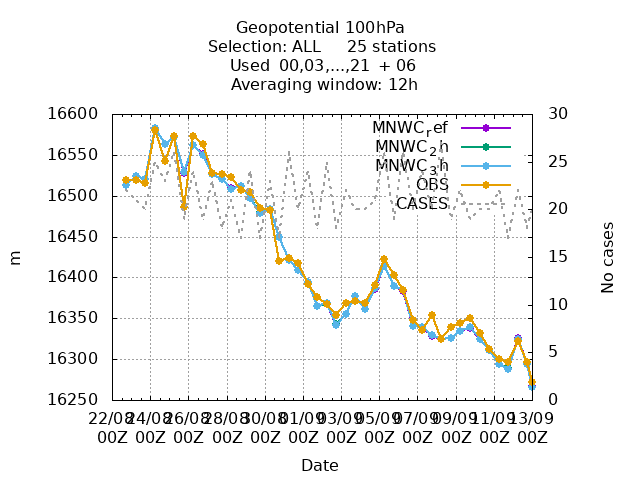 Geopotential 100hPa
Selection: ALL 25 stations
Used 00,03,...,21 + 06
Averaging window: 12h
16600
16550
16500
16450
16400
16350
16300
16250
m
30
25
20
15
10
5
0
No cases
MNWC_ref
MNWC_2h
MNWC_3h
OBS
CASES
22/08 24/08 26/08 28/08 30/08 01/09 03/09 05/09 07/09 09/09 11/09 13/09
00Z 00Z 00Z 00Z 00Z 00Z 00Z 00Z 00Z 00Z 00Z 00Z
Date